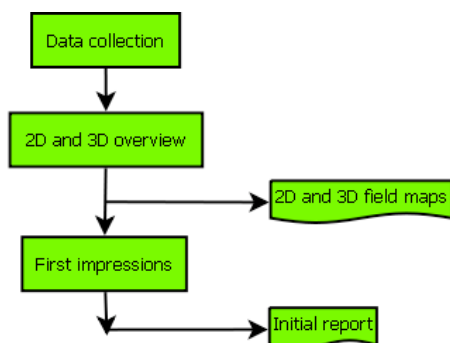 Data collection
2D and 3D overview
2D and 3D field maps
First impressions
Initial report